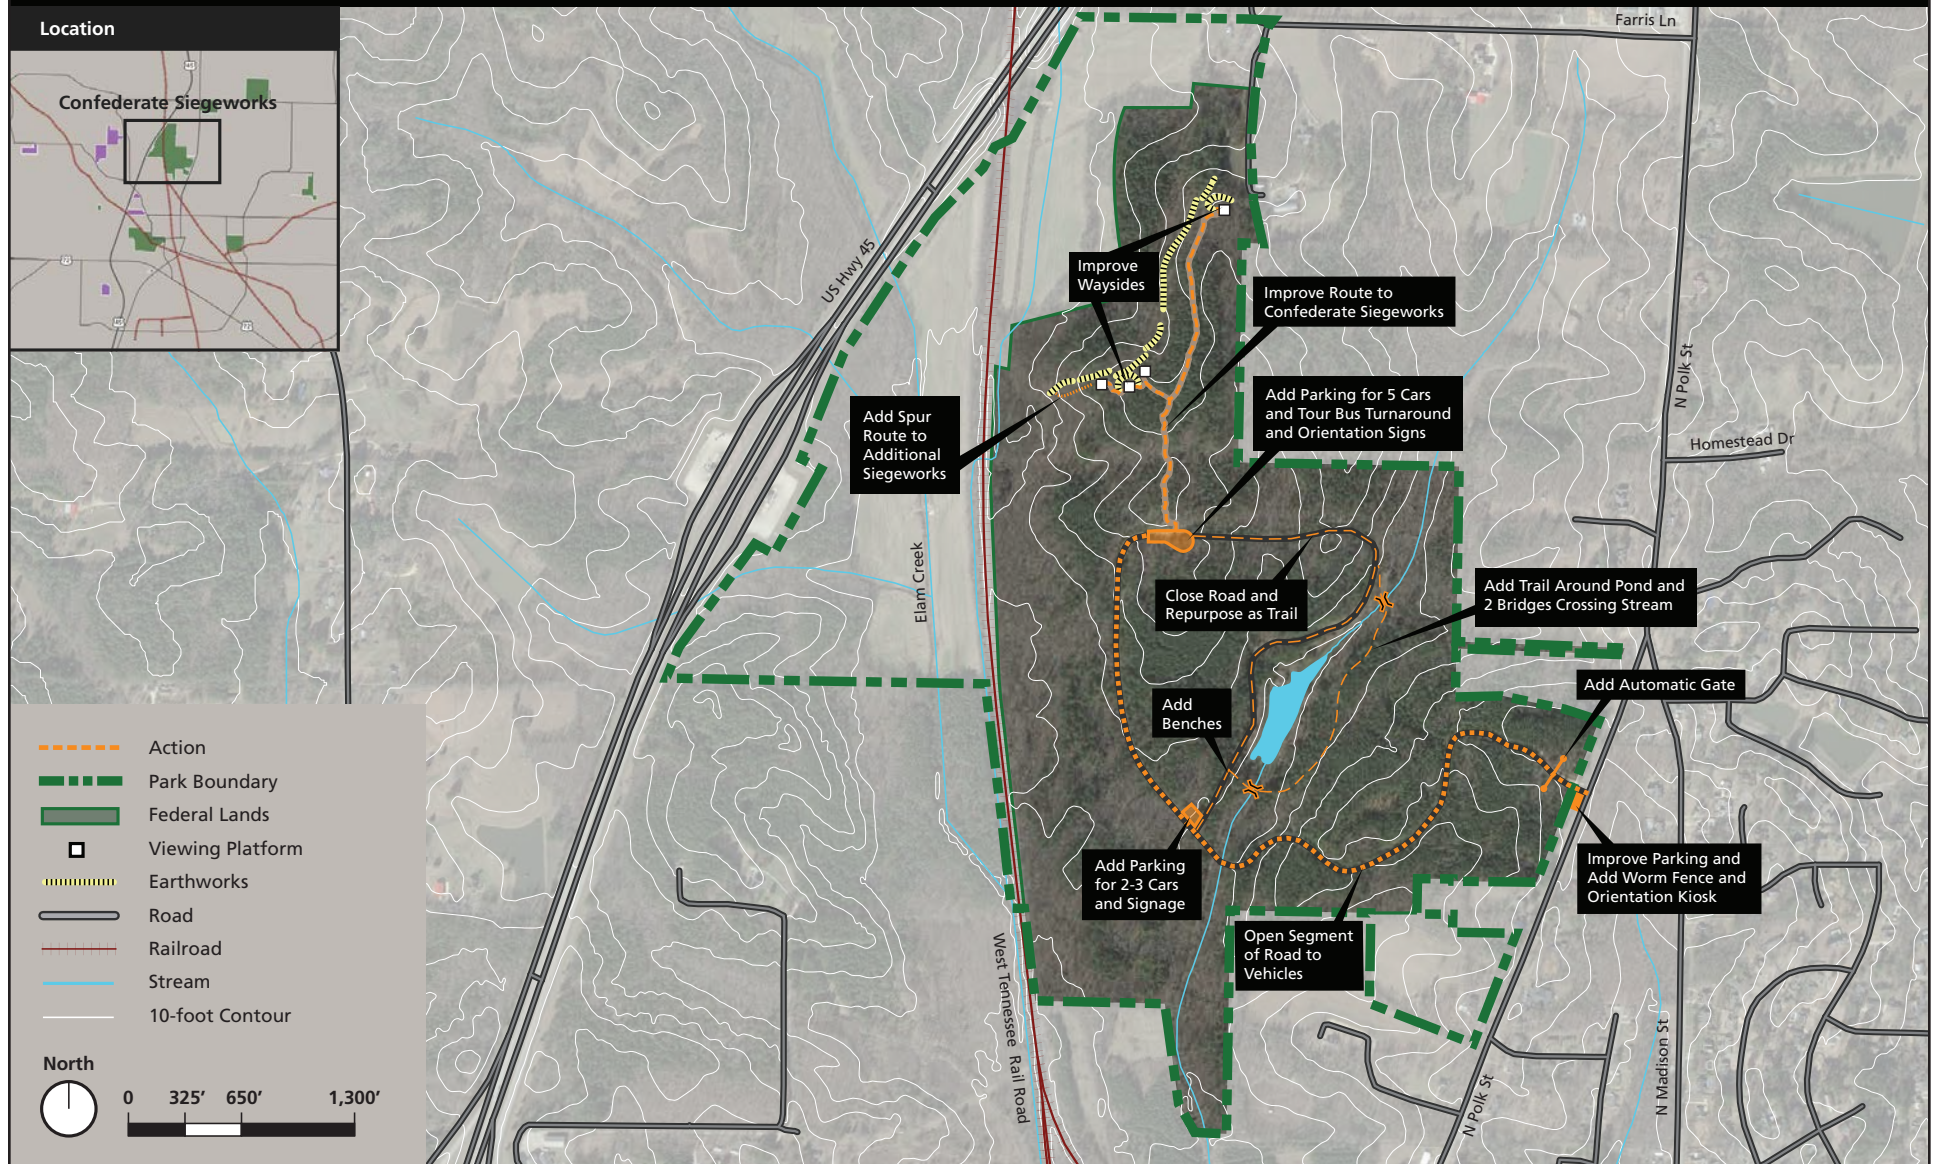 Location
Confederate Siegeworks
45
72
45
72
Farris Ln
US Hwy 45
N Polk St
Homestead Dr
Improve
Waysides
Improve Route to
Confederate Siegeworks
Add Parking for 5 Cars
and Tour Bus Turnaround
and Orientation Signs
Add Spur
Route to
Additional
Siegeworks
Elam Creek
Close Road and
Repurpose as Trail
Add Trail Around Pond and
2 Bridges Crossing Stream
Add Automatic Gate
Add
Benches
Add Parking
for 2-3 Cars
and Signage
Improve Parking and
Add Worm Fence and
Orientation Kiosk
Open Segment
of Road to
Vehicles
West Tennessee Rail Road
N Polk St
N Madison St
Action
Park Boundary
Federal Lands
Viewing Platform
Earthworks
Road
Railroad
Stream
10-foot Contour
North
0 325’ 650’ 1,300’